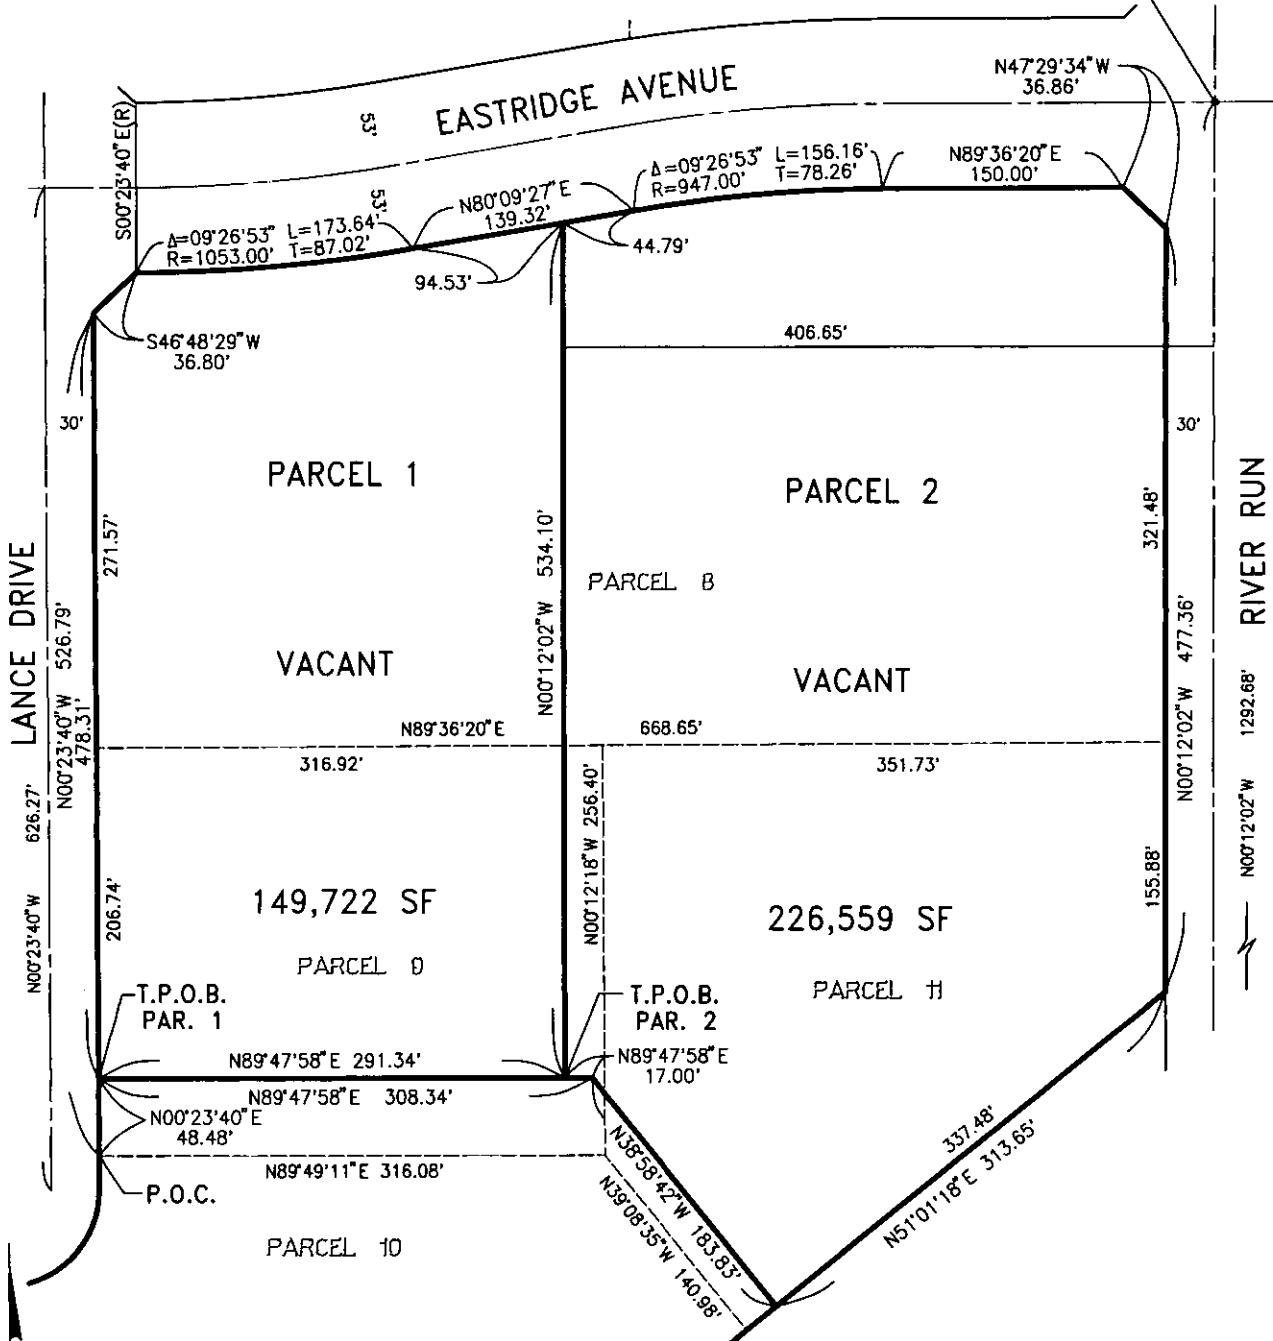 EASTRIDGE AVENUE
N47°29'34"W
36.86'
53'
53'
S00°23'40"E(R)
Δ=09°26'53" L=156.16'
R=947.00' T=78.26'
N89°36'20"E
150.00'
N80°09'27"E
139.32'
Δ=09°26'53" L=173.64'
R=1053.00' T=87.02'
44.79'
94.53'
S46°48'29"W
36.80'
406.65'
30'
30'
PARCEL 1
PARCEL 2
271.57'
N00°12'02"W 534.10'
321.48'
PARCEL 8
LANCE DRIVE
RIVER RUN
N00°23'40"W 526.79'
478.31'
N00°12'02"W 477.36'
VACANT
VACANT
N89°36'20"E
668.65'
316.92'
351.73'
N00°23'40"W 626.27'
N00°12'18"W 256.40'
N00°12'02"W 1292.68'
206.74'
155.88'
149,722 SF
226,559 SF
PARCEL 9
PARCEL 11
T.P.O.B.
PAR. 1
T.P.O.B.
PAR. 2
N89°47'58"E 291.34'
N89°47'58"E
17.00'
N89°47'58"E 308.34'
N00°23'40"E
48.48'
N89°49'11"E 316.08'
P.O.C.
N38°58'42"W 183.83'
N39°08'35"W 140.98'
337.48'
N51°01'18"E 313.65'
PARCEL 10